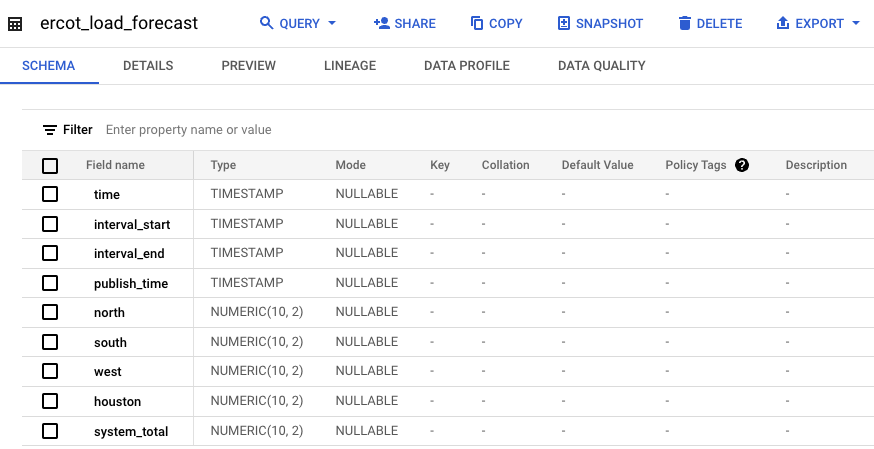 ercot_load_forecast QUERY SHARE COPY SNAPSHOT DELETE EXPORT
SCHEMA DETAILS PREVIEW LINEAGE DATA PROFILE DATA QUALITY
Filter Enter property name or value
Field name Type Mode Key Collation Default Value Policy Tags ? Description
time TIMESTAMP NULLABLE - - - - -
interval_start TIMESTAMP NULLABLE - - - - -
interval_end TIMESTAMP NULLABLE - - - - -
publish_time TIMESTAMP NULLABLE - - - - -
north NUMERIC(10, 2) NULLABLE - - - - -
south NUMERIC(10, 2) NULLABLE - - - - -
west NUMERIC(10, 2) NULLABLE - - - - -
houston NUMERIC(10, 2) NULLABLE - - - - -
system_total NUMERIC(10, 2) NULLABLE - - - - -